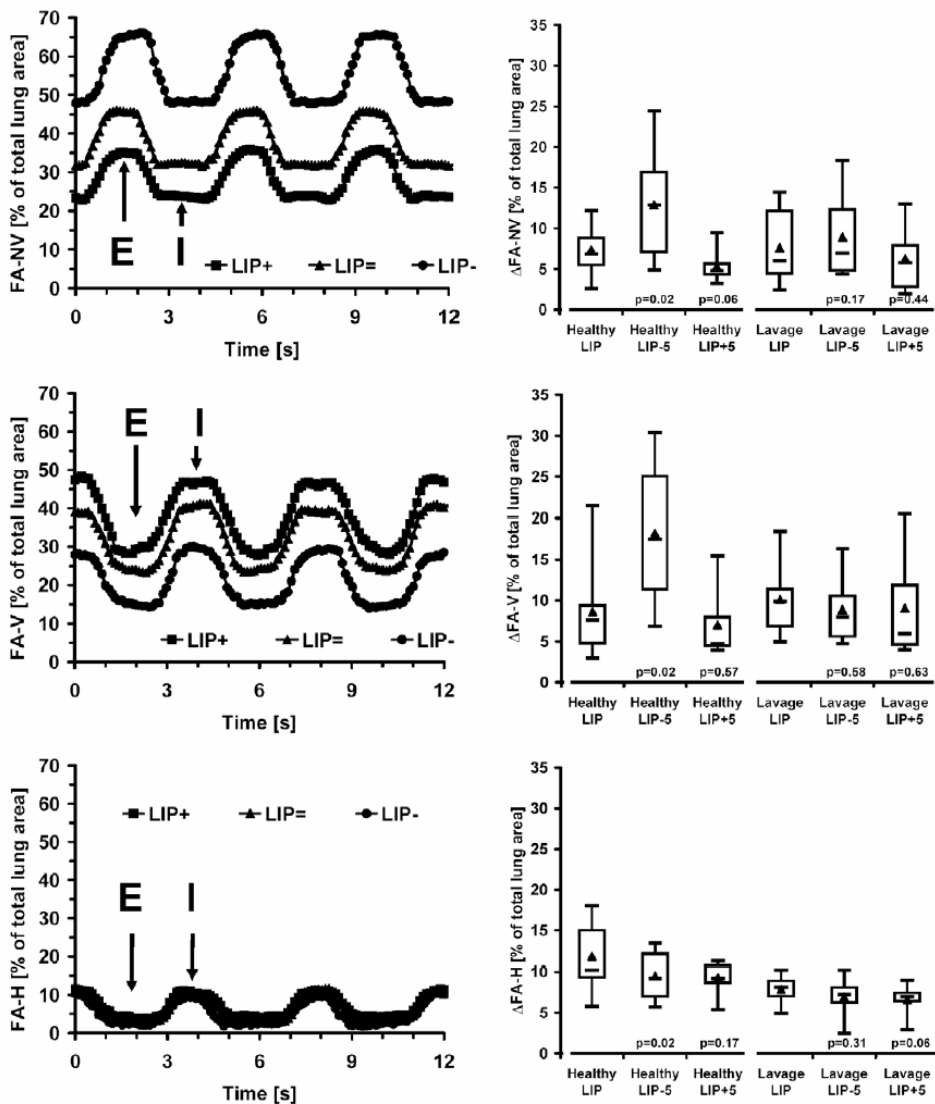 FA-NV [% of total lung area]
70
60
50
40
30
20
10
0
E
I
LIP+ LIP= LIP-
0 3 6 9 12
Time [s]
ΔFA-NV [% of total lung area]
35
30
25
20
15
10
5
0
p=0.02 p=0.06 p=0.17 p=0.44
Healthy Healthy Healthy Lavage Lavage Lavage
LIP LIP-5 LIP+5 LIP LIP-5 LIP+5
FA-V [% of total lung area]
70
60
50
40
30
20
10
0
E I
LIP+ LIP= LIP-
0 3 6 9 12
Time [s]
ΔFA-V [% of total lung area]
35
30
25
20
15
10
5
0
p=0.02 p=0.57 p=0.58 p=0.63
Healthy Healthy Healthy Lavage Lavage Lavage
LIP LIP-5 LIP+5 LIP LIP-5 LIP+5
FA-H [% of total lung area]
70
60
50
40
30
20
10
0
LIP+ LIP= LIP-
E I
0 3 6 9 12
Time [s]
ΔFA-H [% of total lung area]
35
30
25
20
15
10
5
0
p=0.02 p=0.17 p=0.31 p=0.06
Healthy Healthy Healthy Lavage Lavage Lavage
LIP LIP-5 LIP+5 LIP LIP-5 LIP+5